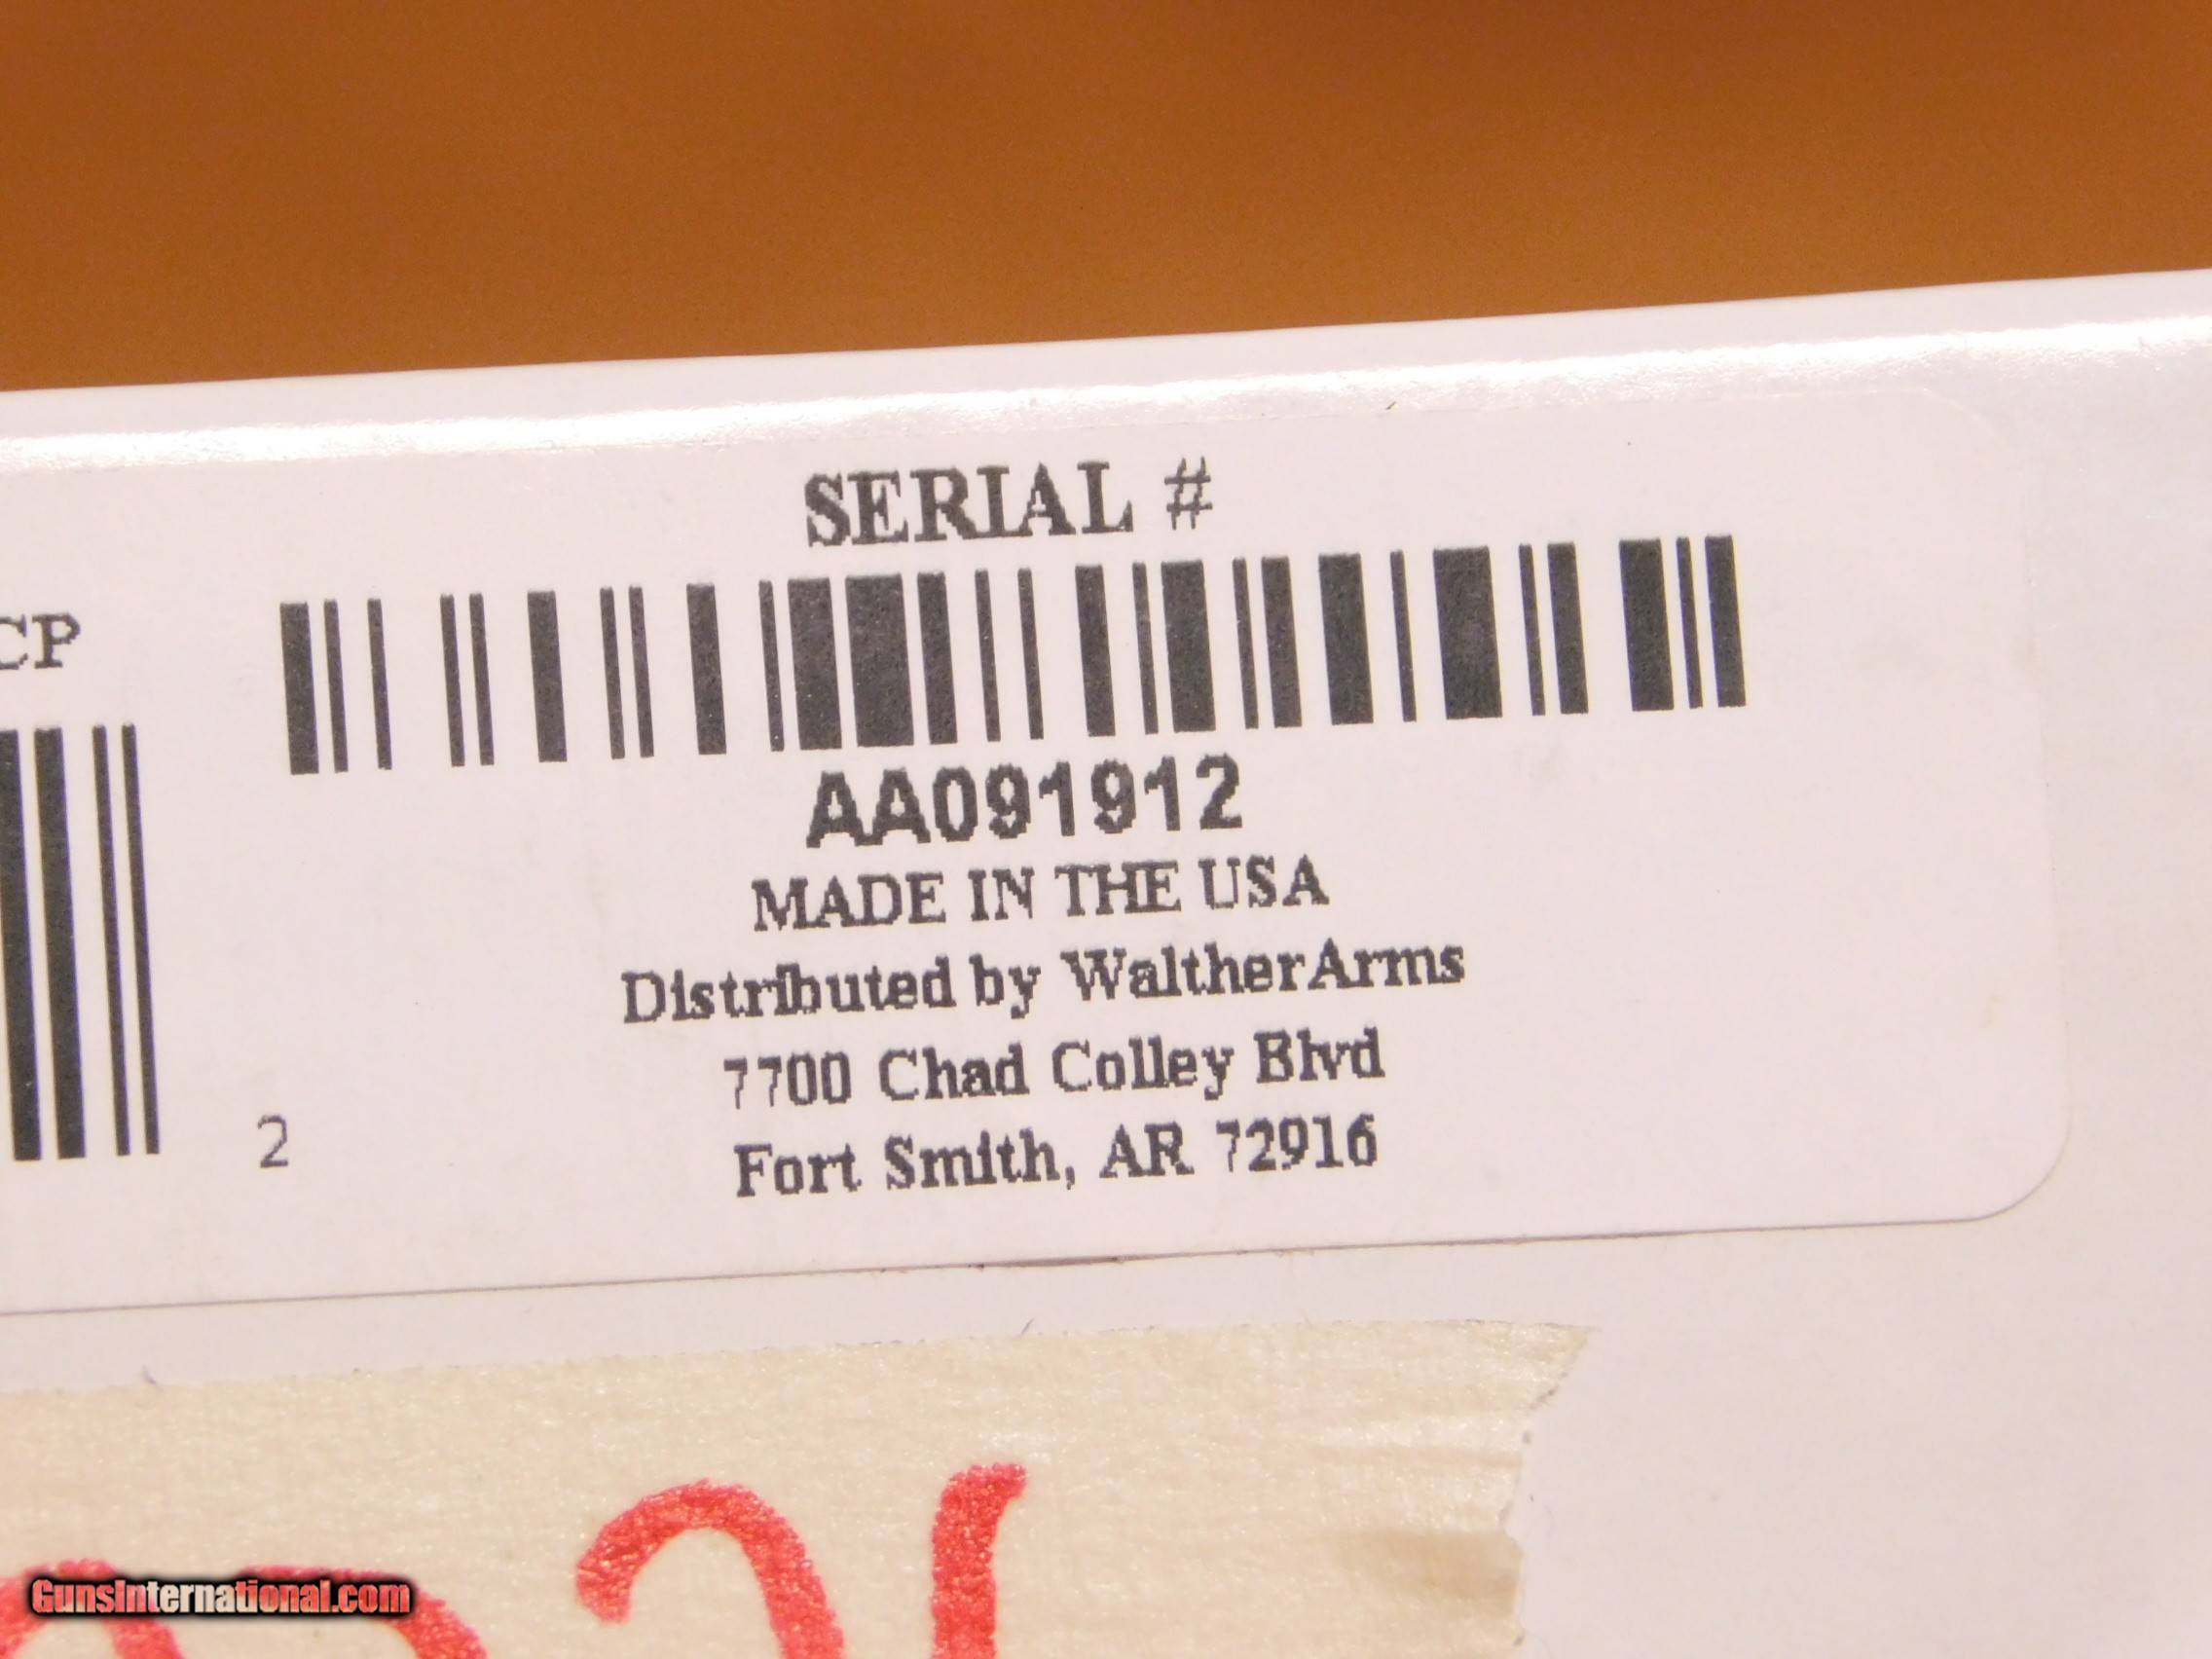 SERIAL #
CP
AA091912
MADE IN THE USA
Distributed by WaltherArms
7700 Chad Colley Blvd
Fort Smith, AR 72916
2
GunsInternational.com